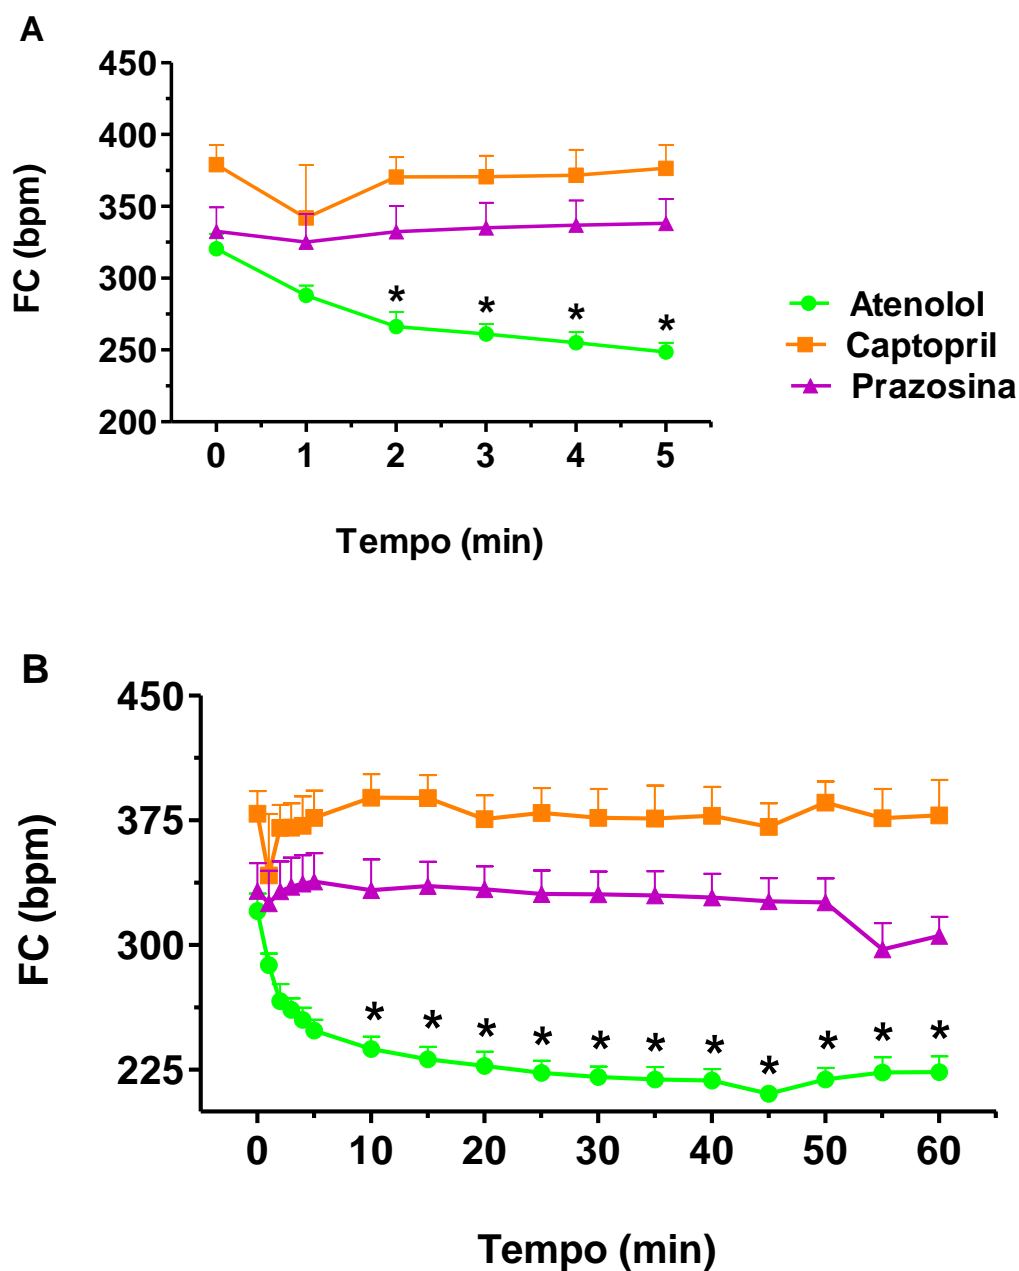 A
450
400
350
300
250
200
FC (bpm)
* * * *
0 1 2 3 4 5
Tempo (min)
Atenolol
Captopril
Prazosina
B
450
375
300
225
FC (bpm)
* * * * * * * * * * *
0 10 20 30 40 50 60
Tempo (min)